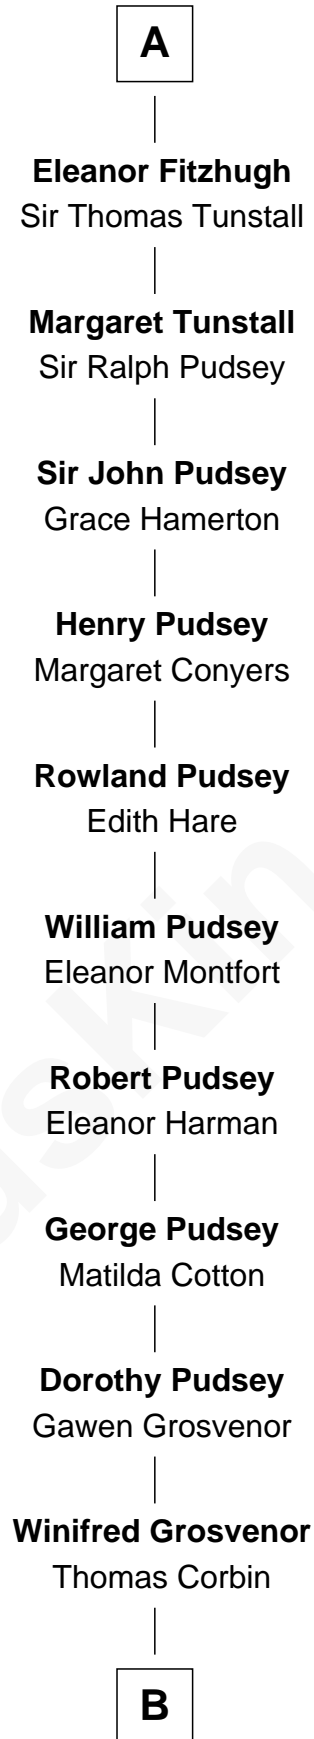 A
Eleanor Fitzhugh
Sir Thomas Tunstall
Margaret Tunstall
Sir Ralph Pudsey
Sir John Pudsey
Grace Hamerton
Henry Pudsey
Margaret Conyers
Rowland Pudsey
Edith Hare
William Pudsey
Eleanor Montfort
Robert Pudsey
Eleanor Harman
George Pudsey
Matilda Cotton
Dorothy Pudsey
Gawen Grosvenor
Winifred Grosvenor
Thomas Corbin
B